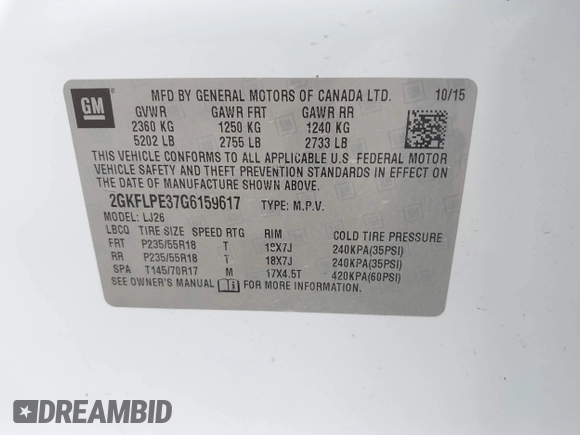 GM
MFD BY GENERAL MOTORS OF CANADA LTD. 10/15
GVWR GAWR FRT GAWR RR
2360 KG 1250 KG 1240 KG
5202 LB 2755 LB 2733 LB
THIS VEHICLE CONFORMS TO ALL APPLICABLE U.S. FEDERAL MOTOR
VEHICLE SAFETY AND THEFT PREVENTION STANDARDS IN EFFECT ON
THE DATE OF MANUFACTURE SHOWN ABOVE.
2GKFLPE37G6159617 TYPE: M.P.V.
MODEL: LJ26
LBCQ TIRE SIZE SPEED RTG RIM COLD TIRE PRESSURE
FRT P235/55R18 T 18X7J 240KPA(35PSI)
RR P235/55R18 T 18X7J 240KPA(35PSI)
SPA T145/70R17 M 17X4.5T 420KPA(60PSI)
SEE OWNER'S MANUAL i FOR MORE INFORMATION.
DREAMBID